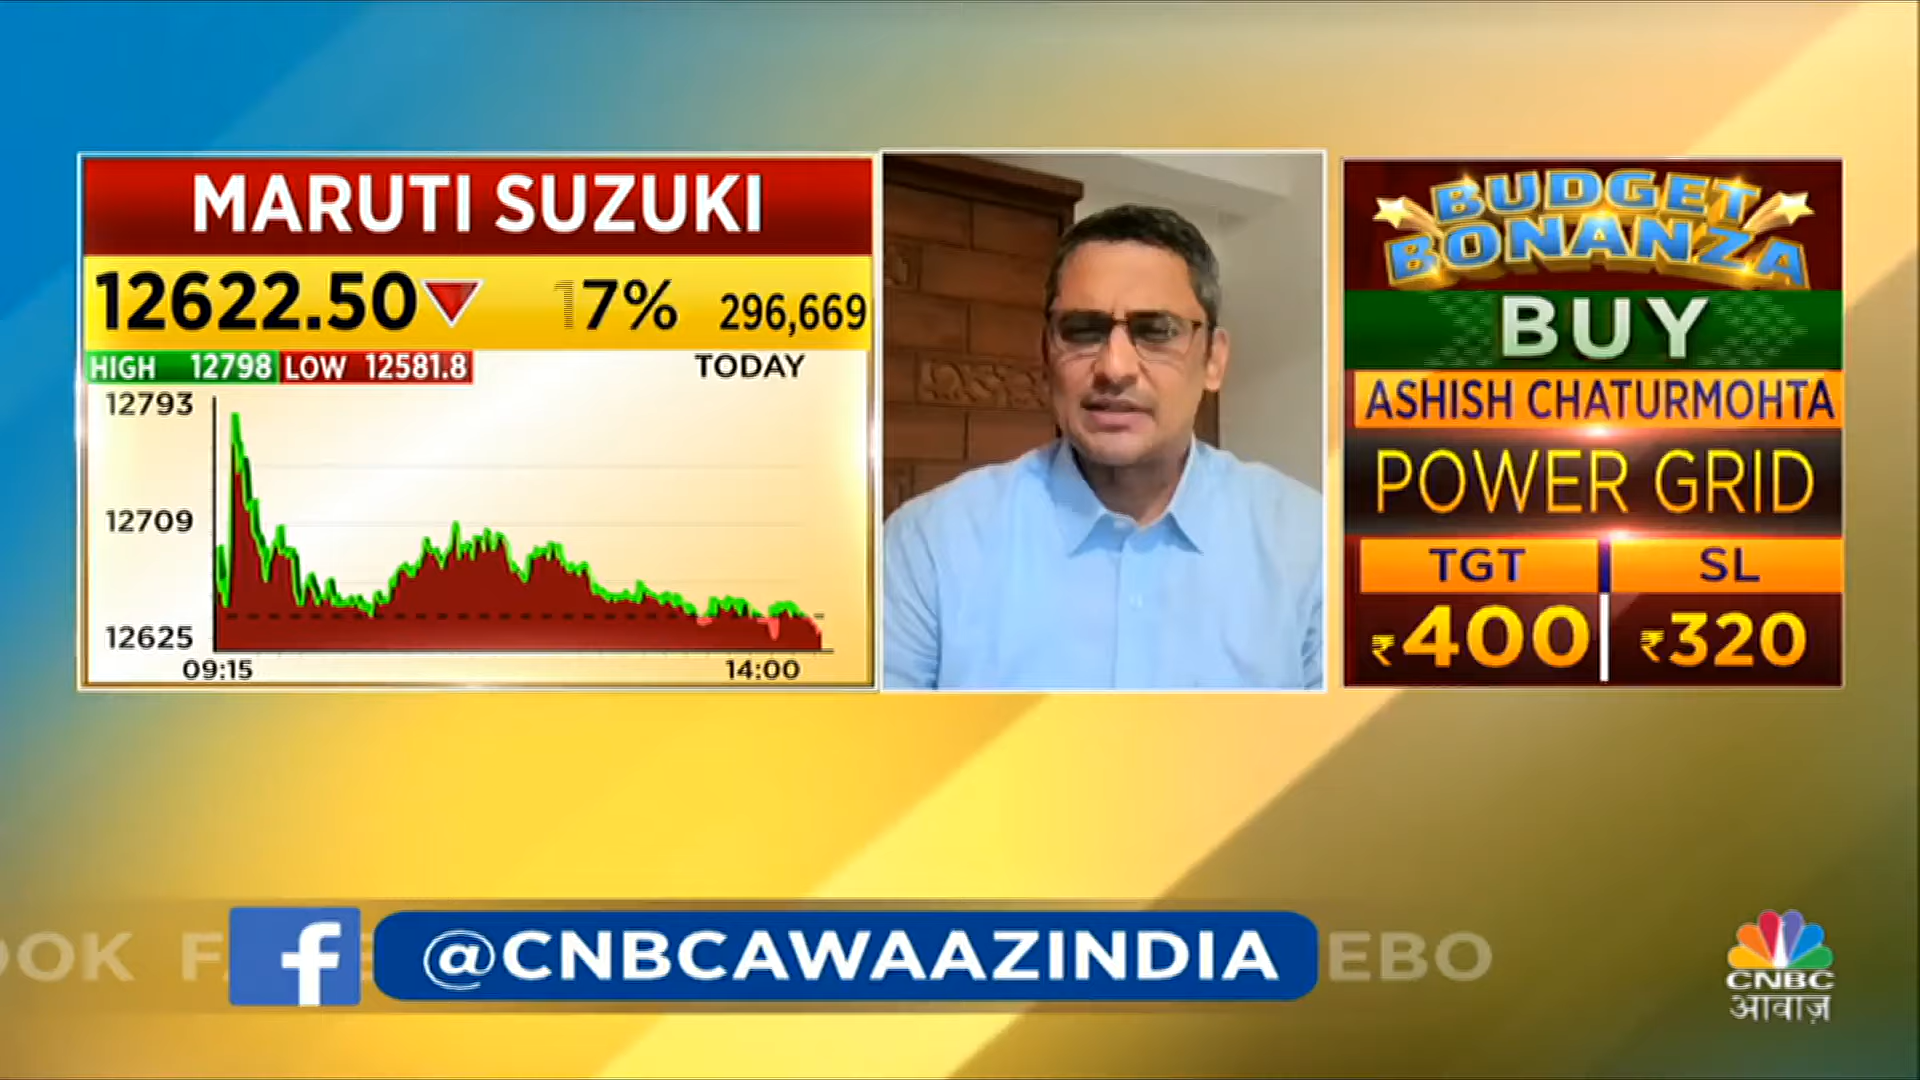 MARUTI SUZUKI
12622.50 17% 296,669
HIGH 12798 LOW 12581.8 TODAY
12793
12709
12625
09:15 14:00
BUDGET
BONANZA
BUY
ASHISH CHATURMOHTA
POWER GRID
TGT SL
₹400 ₹320
OOK F f @CNBCAWAAZINDIA EBO
CNBC
आवाज़